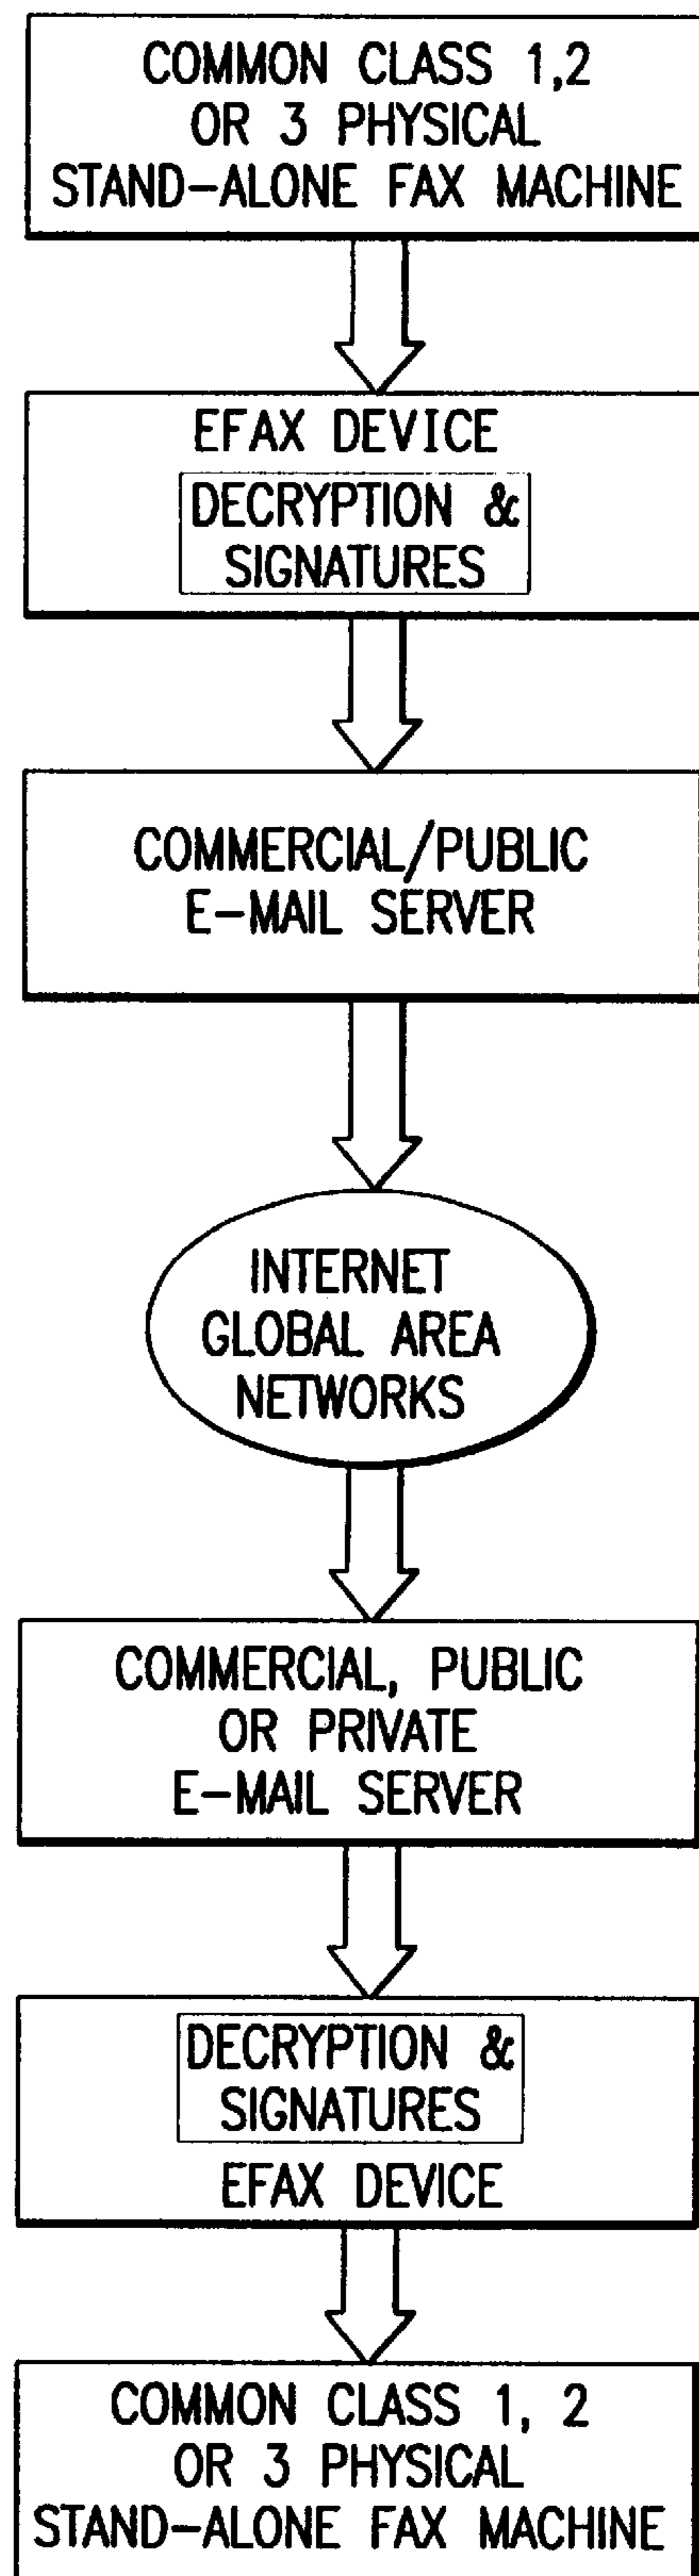 COMMON CLASS 1,2
OR 3 PHYSICAL
STAND-ALONE FAX MACHINE
EFAX DEVICE
DECRYPTION &
SIGNATURES
COMMERCIAL/PUBLIC
E-MAIL SERVER
INTERNET
GLOBAL AREA
NETWORKS
COMMERCIAL, PUBLIC
OR PRIVATE
E-MAIL SERVER
DECRYPTION &
SIGNATURES
EFAX DEVICE
COMMON CLASS 1, 2
OR 3 PHYSICAL
STAND-ALONE FAX MACHINE